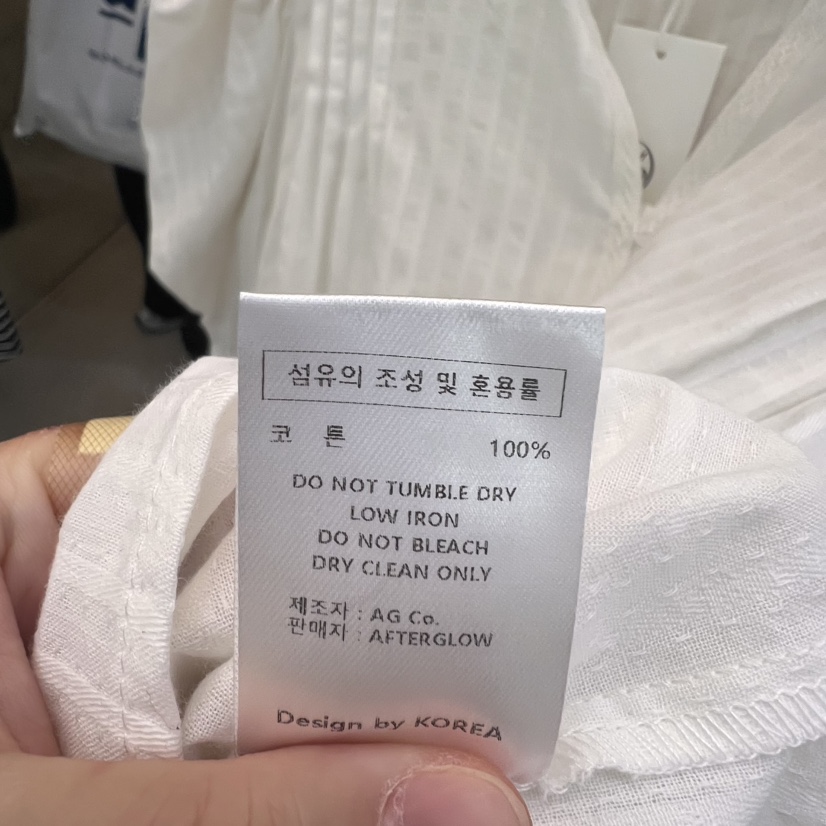 섬유의 조성 및 혼용률
코 튼 100%
DO NOT TUMBLE DRY
LOW IRON
DO NOT BLEACH
DRY CLEAN ONLY
제조자 : AG Co.
판매자 : AFTERGLOW
Design by KOREA